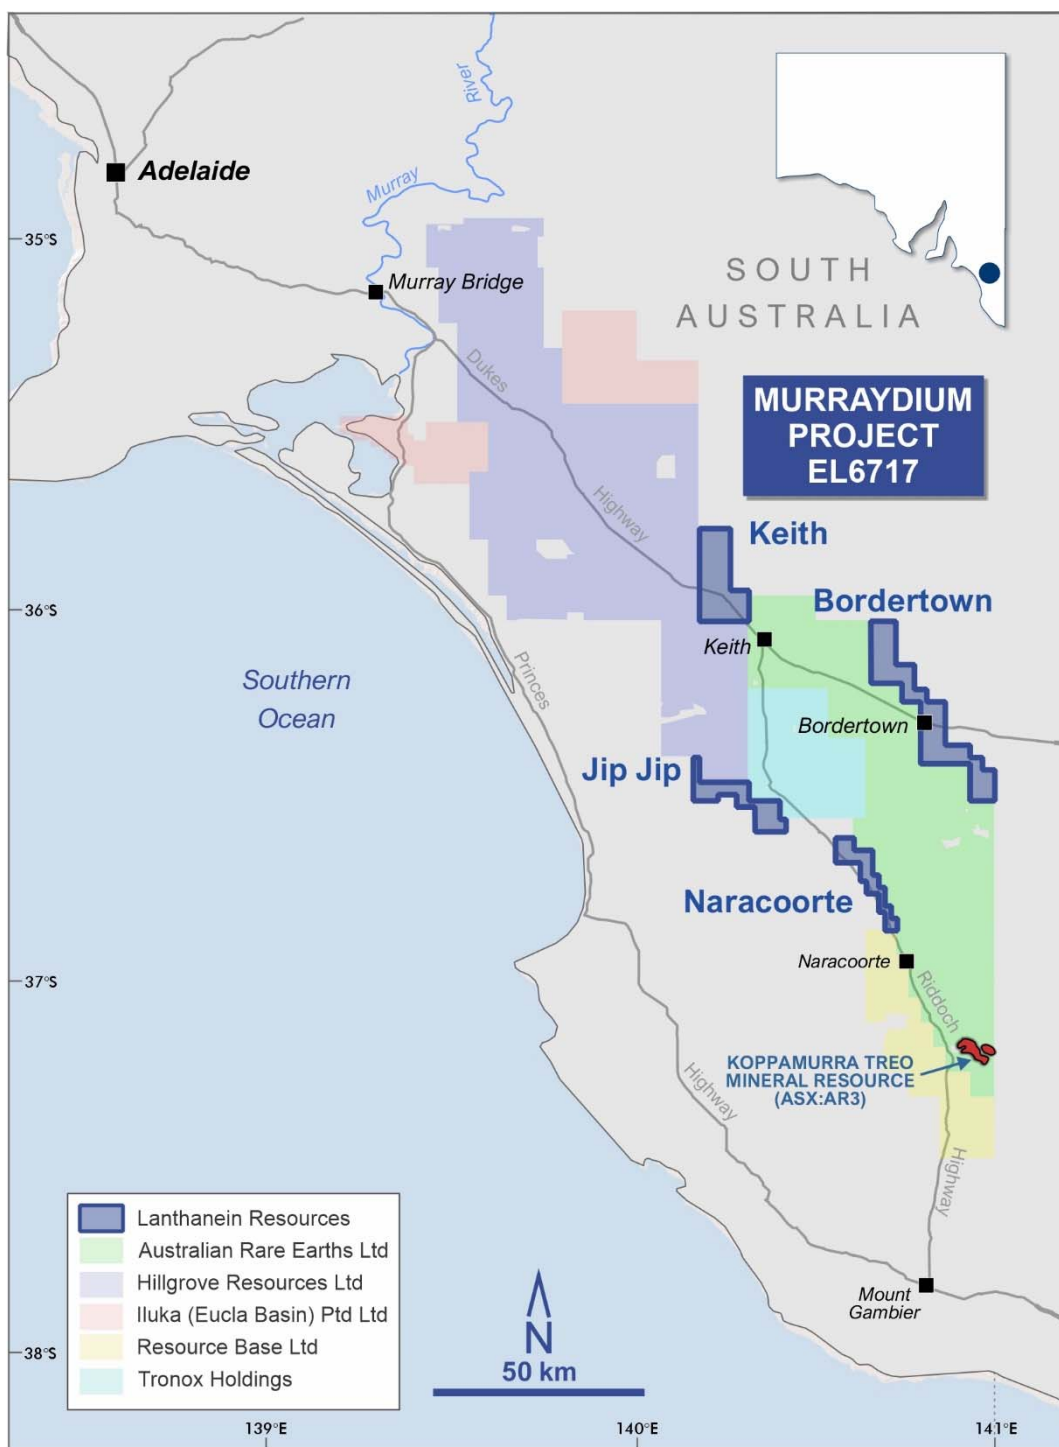 River
Murray
Adelaide
35°S
Murray Bridge
SOUTH
AUSTRALIA
Dukes
MURRAYDIUM
PROJECT
EL6717
Highway
Keith
36°S
Bordertown
Keith
Princes
Southern
Ocean
Bordertown
Jip Jip
Naracoorte
Naracoorte
37°S
Riddoch
KOPPAMURRA TREO
MINERAL RESOURCE
(ASX:AR3)
Highway
Highway
Lanthanein Resources
Australian Rare Earths Ltd
Hillgrove Resources Ltd
Iluka (Eucla Basin) Ptd Ltd
Resource Base Ltd
Tronox Holdings
Mount
Gambier
N
50 km
38°S
139°E
140°E
141°E